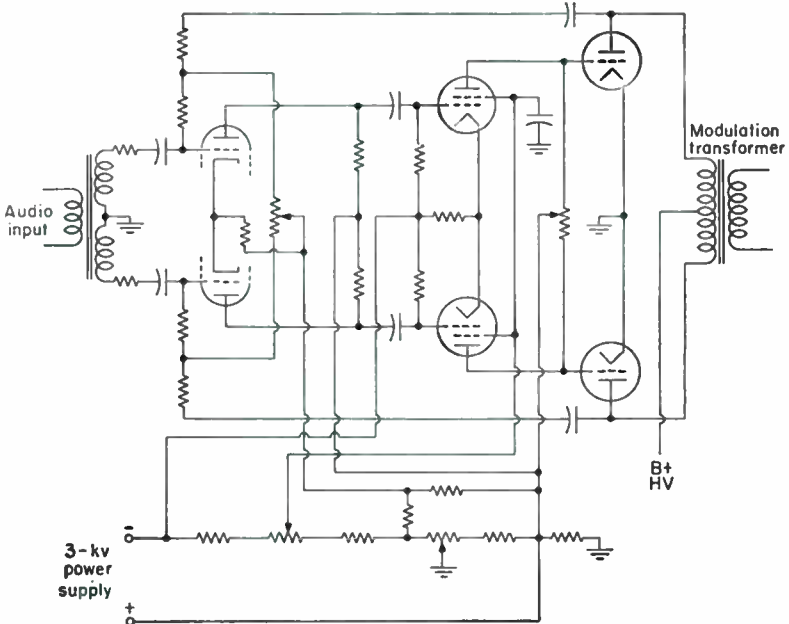 Modulation
transformer
Audio
input
B+
HV
-
3-kv
power
supply
+